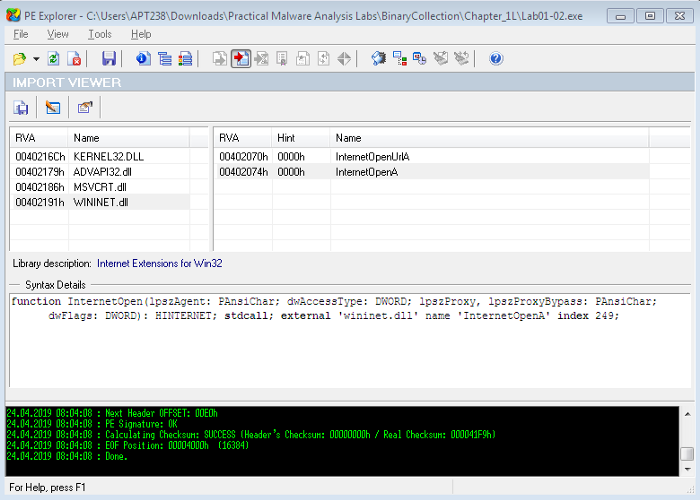 PE Explorer - C:\Users\APT238\Downloads\Practical Malware Analysis Labs\BinaryCollection\Chapter_1L\Lab01-02.exe
File View Tools Help
IMPORT VIEWER
RVA Name
0040216Ch KERNEL32.DLL
00402179h ADVAPI32.dll
00402186h MSVCRT.dll
00402191h WININET.dll
RVA Hint Name
00402070h 0000h InternetOpenUrlA
00402074h 0000h InternetOpenA
Library description: Internet Extensions for Win32
Syntax Details
function InternetOpen(lpszAgent: PAnsiChar; dwAccessType: DWORD; lpszProxy, lpszProxyBypass: PAnsiChar;
dwFlags: DWORD): HINTERNET; stdcall; external 'wininet.dll' name 'InternetOpenA' index 249;
24.04.2019 08:04:08 : Next Header OFFSET: 00E0h
24.04.2019 08:04:08 : PE Signature: OK
24.04.2019 08:04:08 : Calculating Checksum: SUCCESS (Header's Checksum: 00000000h / Real Checksum: 000041F9h)
24.04.2019 08:04:08 : EOF Position: 00004000h (16384)
24.04.2019 08:04:08 : Done.
For Help, press F1